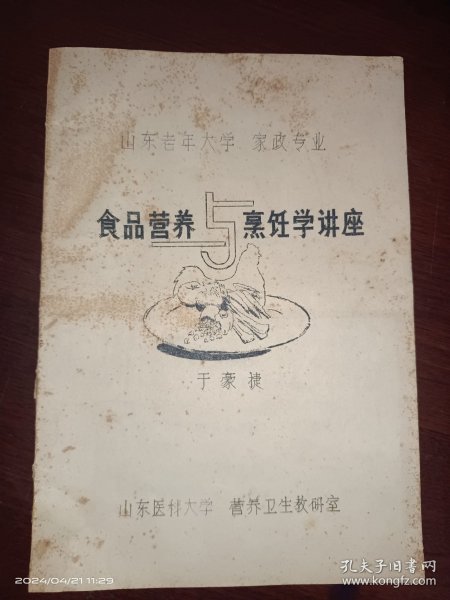 山东老年大学 家政专业
食品营养与烹饪学讲座
于豪捷
山东医科大学 营养卫生教研室
2024/04/21 11:29
孔夫子旧书网
www.kongfz.com